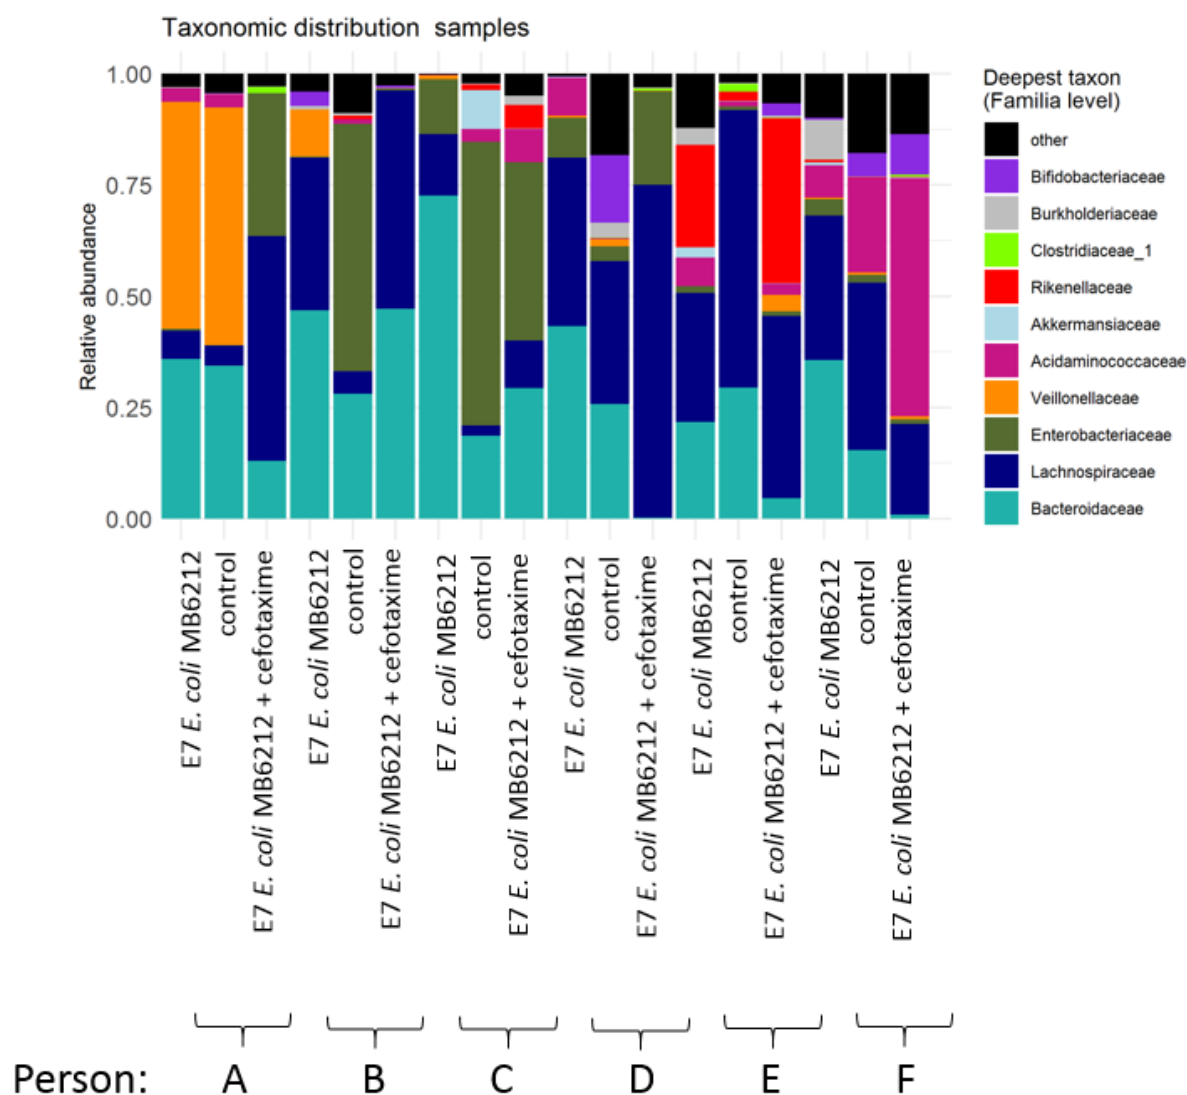 Taxonomic distribution  samples
Relative abundance
1.00
0.75
0.50
0.25
0.00
Deepest taxon
(Familia level)
other
Bifidobacteriaceae
Burkholderiaceae
Clostridiaceae_1
Rikenellaceae
Akkermansiaceae
Acidaminococcaceae
Veillonellaceae
Enterobacteriaceae
Lachnospiraceae
Bacteroidaceae
E7 E. coli MB6212
control
E7 E. coli MB6212 + cefotaxime
E7 E. coli MB6212
control
E7 E. coli MB6212 + cefotaxime
E7 E. coli MB6212
control
E7 E. coli MB6212 + cefotaxime
E7 E. coli MB6212
control
E7 E. coli MB6212 + cefotaxime
E7 E. coli MB6212
control
E7 E. coli MB6212 + cefotaxime
E7 E. coli MB6212
control
E7 E. coli MB6212 + cefotaxime
Person: A B C D E F